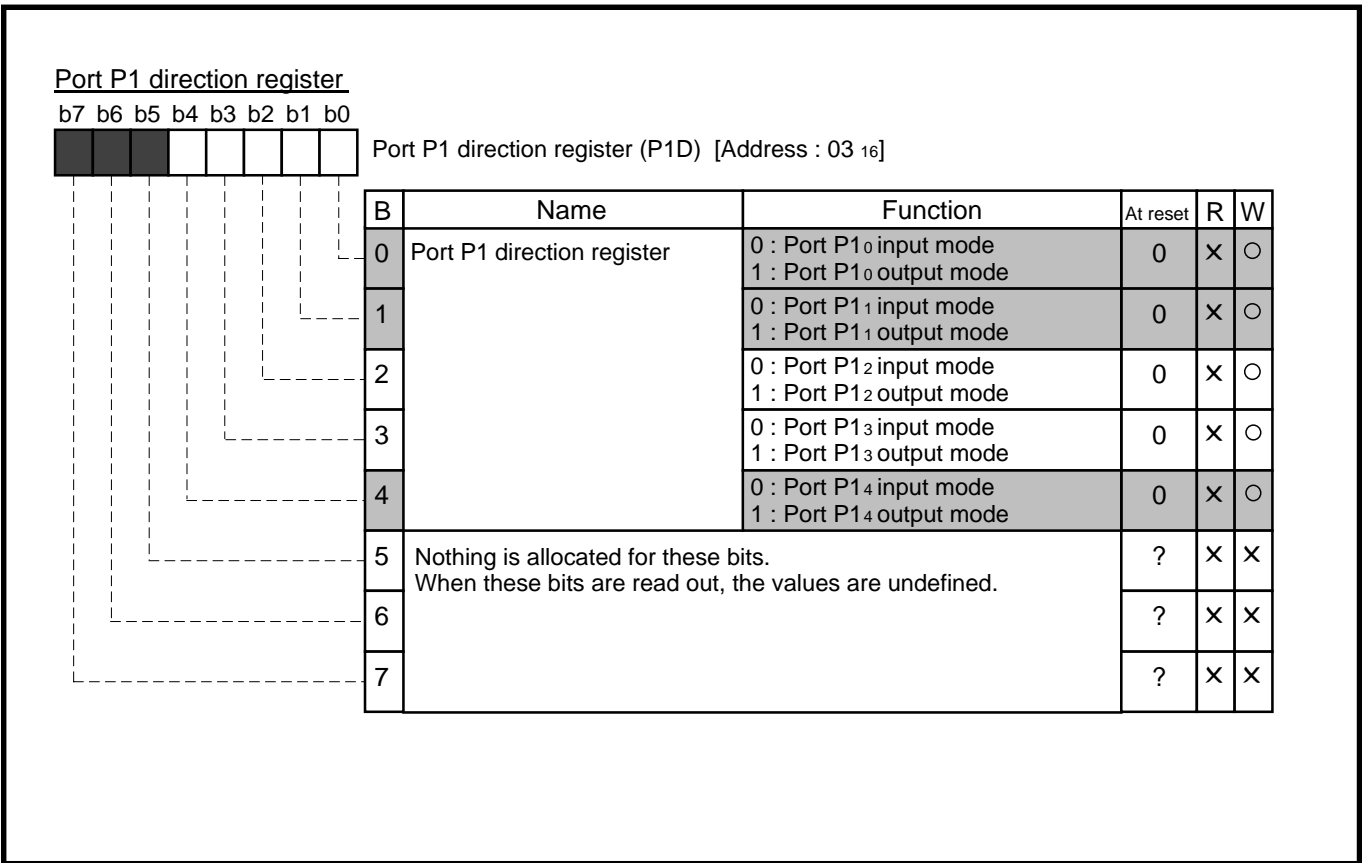 Port P1 direction register
b7 b6 b5 b4 b3 b2 b1 b0
Port P1 direction register (P1D) [Address : 03 16]
B Name Function At reset R W
0 Port P1 direction register 0 : Port P10 input mode 0 × ○
1 : Port P10 output mode
1 0 : Port P11 input mode 0 × ○
1 : Port P11 output mode
2 0 : Port P12 input mode 0 × ○
1 : Port P12 output mode
3 0 : Port P13 input mode 0 × ○
1 : Port P13 output mode
4 0 : Port P14 input mode 0 × ○
1 : Port P14 output mode
5 Nothing is allocated for these bits. ? × ×
When these bits are read out, the values are undefined.
6 ? × ×
7 ? × ×